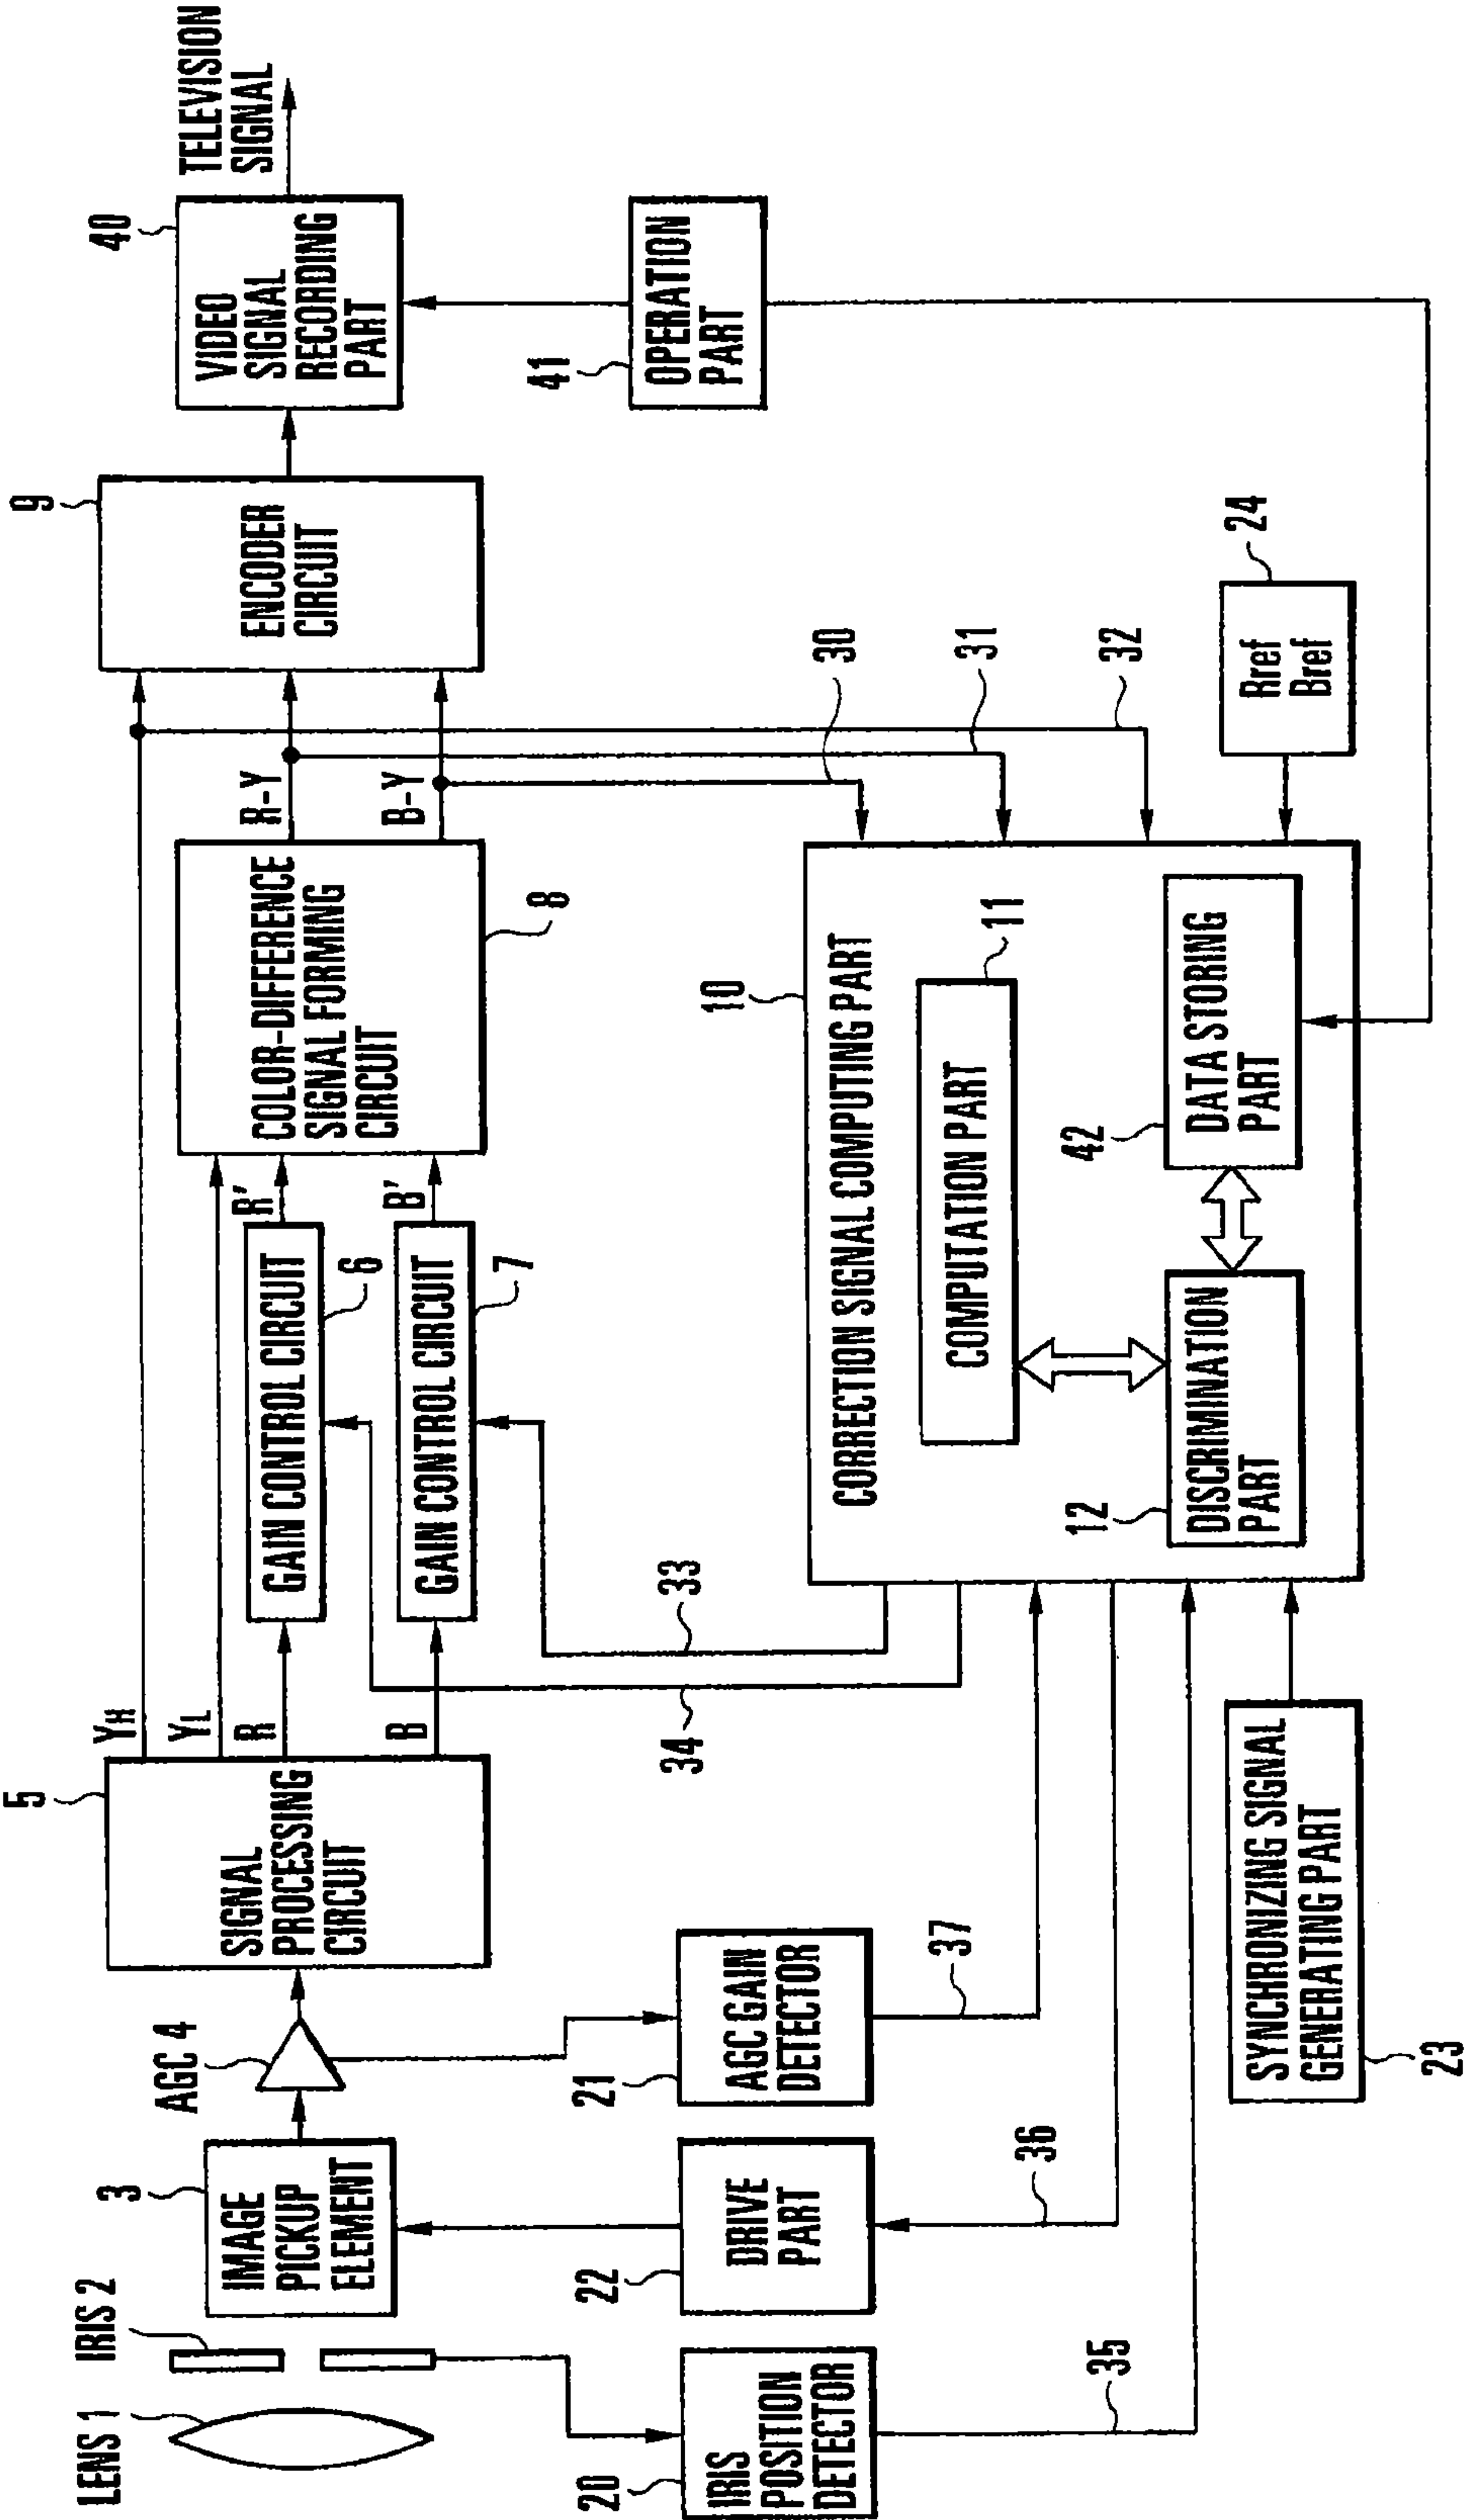 LENS 1
IRIS 2
3
IMAGE
PICKUP
ELEMENT
AGC 4
5
SIGNAL
PROCESSING
CIRCUIT
YH
YL
R
B
GAIN CONTROL CIRCUIT
6
GAIN CONTROL CIRCUIT
7
R'
B'
COLOR-DIFFERENCE
SIGNAL FORMING
CIRCUIT
8
R-Y
B-Y
9
ENCODER
CIRCUIT
40
VIDEO
SIGNAL
RECORDING
PART
TELEVISION
SIGNAL
41
OPERATION
PART
20
IRIS
POSITION
DETECTOR
22
DRIVE
PART
21
AGC GAIN
DETECTOR
34
33
10
CORRECTION SIGNAL COMPUTING PART
COMPUTATION PART
11
12
DISCRIMINATION
PART
42
DATA STORING
PART
30
31
32
24
Rref
Bref
35
36
37
SYNCHRONIZING SIGNAL
GENERATING PART
23